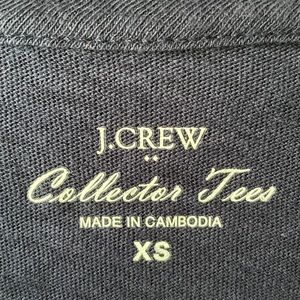 J.CREW
Collector Tees
MADE IN CAMBODIA
XS